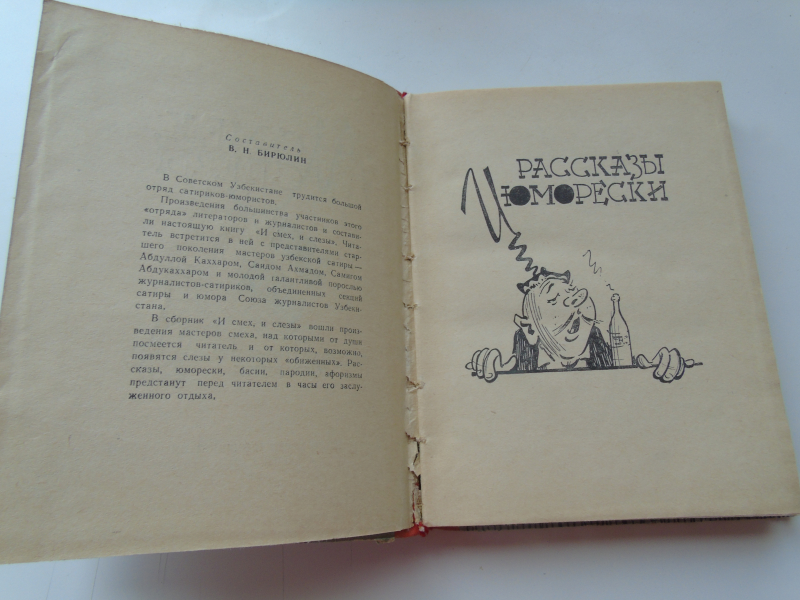 Составитель
В. Н. БИРЮЛИН
В Советском Узбекистане трудится большой
отряд сатириков-юмористов.
Произведения большинства участников этого
«отряда» литераторов и журналистов и состави-
ли настоящую книгу «И смех, и слезы». Чита-
тель встретится в ней с представителями стар-
шего поколения мастеров узбекской сатиры —
Абдуллой Каххаром, Саидом Ахмадом, Саматом
Абдукаххаром и молодой талантливой порослью
журналистов-сатириков, объединенных секцией
сатиры и юмора Союза журналистов Узбеки-
стана.
В сборник «И смех, и слезы» вошли произ-
ведения мастеров смеха, над которыми от души
посмеется читатель и от которых, возможно,
появятся слезы у некоторых «обиженных». Рас-
сказы, юморески, басни, пародии, афоризмы
предстанут перед читателем в часы его заслу-
женного отдыха.
РАССКАЗЫ
И ЮМОРЕСКИ